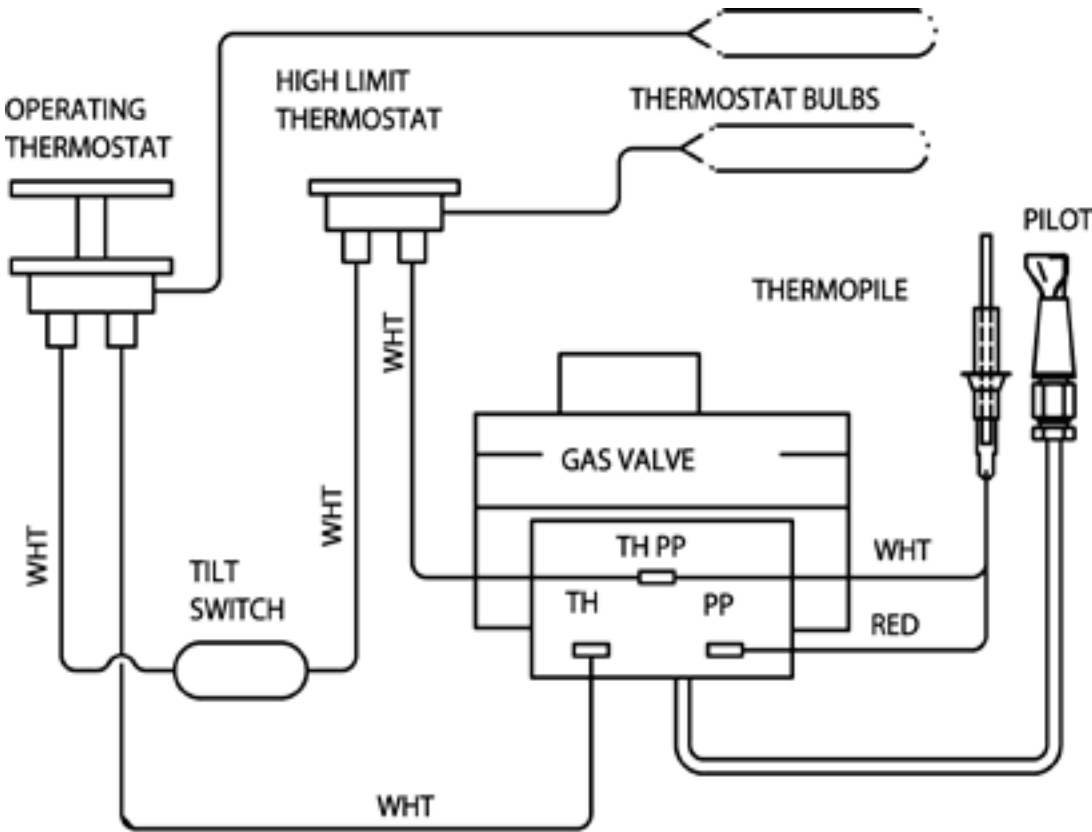 OPERATING
THERMOSTAT
HIGH LIMIT
THERMOSTAT
THERMOSTAT BULBS
PILOT
THERMOPILE
WHT
GAS VALVE
WHT
WHT
TH PP
WHT
TILT
SWITCH
TH
PP
RED
WHT